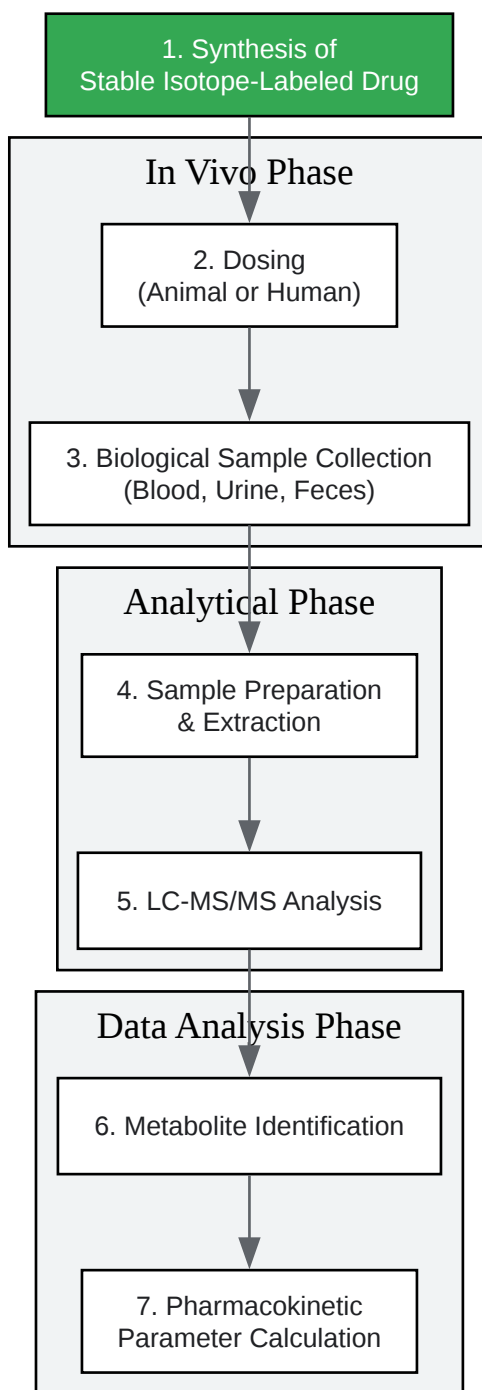 1. Synthesis of
Stable Isotope-Labeled Drug
In Vivo Phase
2. Dosing
(Animal or Human)
3. Biological Sample Collection
(Blood, Urine, Feces)
Analytical Phase
4. Sample Preparation
& Extraction
5. LC-MS/MS Analysis
Data Analysis Phase
6. Metabolite Identification
7. Pharmacokinetic
Parameter Calculation